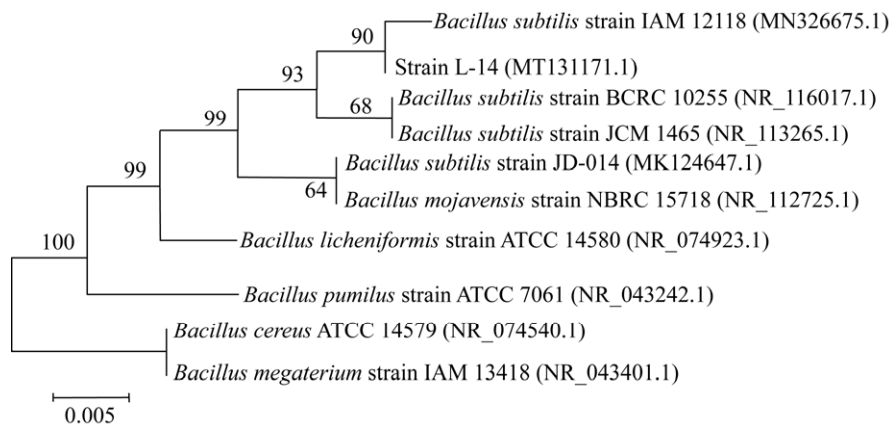 Bacillus subtilis strain IAM 12118 (MN326675.1)
90
Strain L-14 (MT131171.1)
93
Bacillus subtilis strain BCRC 10255 (NR_116017.1)
68
99
Bacillus subtilis strain JCM 1465 (NR_113265.1)
Bacillus subtilis strain JD-014 (MK124647.1)
99
64
Bacillus mojavensis strain NBRC 15718 (NR_112725.1)
100
Bacillus licheniformis strain ATCC 14580 (NR_074923.1)
Bacillus pumilus strain ATCC 7061 (NR_043242.1)
Bacillus cereus ATCC 14579 (NR_074540.1)
Bacillus megaterium strain IAM 13418 (NR_043401.1)
0.005